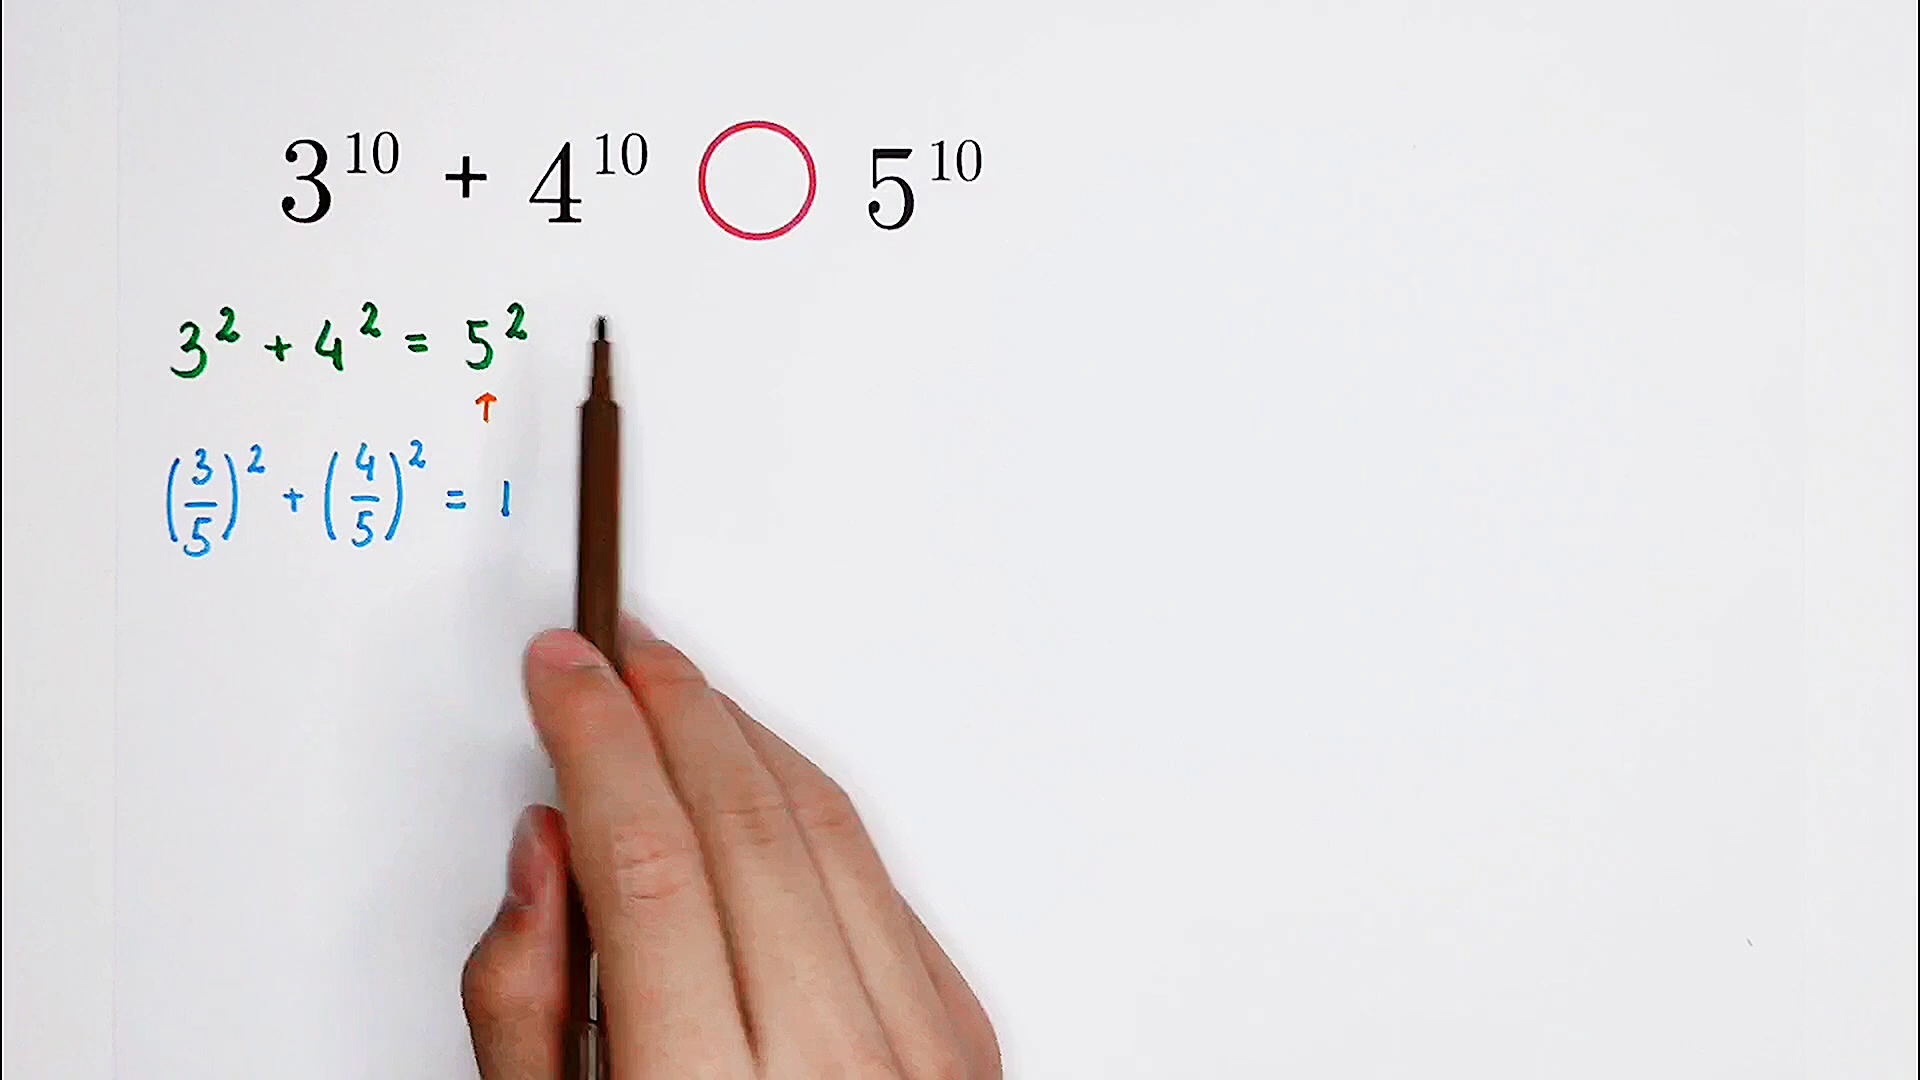 3¹⁰ + 4¹⁰ ○ 5¹⁰
3² + 4² = 5²
↑
(3/5)² + (4/5)² = 1